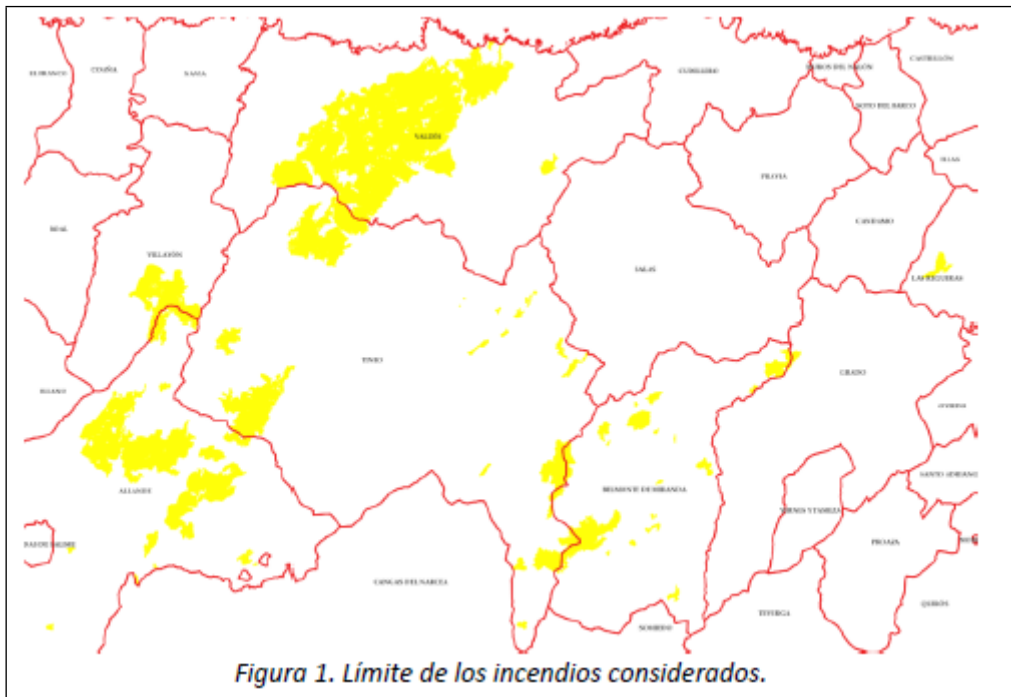 EL FRANCO
COAÑA
NAVIA
CUDILLERO
MUROS DEL NALÓN
CASTRILLÓN
SOTO DEL BARCO
VALDÉS
ILLAS
PRAVIA
CANDAMO
BOAL
VILLAYÓN
SALAS
LAS REGUERAS
TINEO
GRADO
ILLANO
OVIEDO
SANTO ADRIANO
ALLANDE
BELMONTE DE MIRANDA
YERNES Y TAMEZA
PROAZA
CANGAS DEL NARCEA
QUIRÓS
TEVERGA
SOMIEDO
Figura 1. Límite de los incendios considerados.